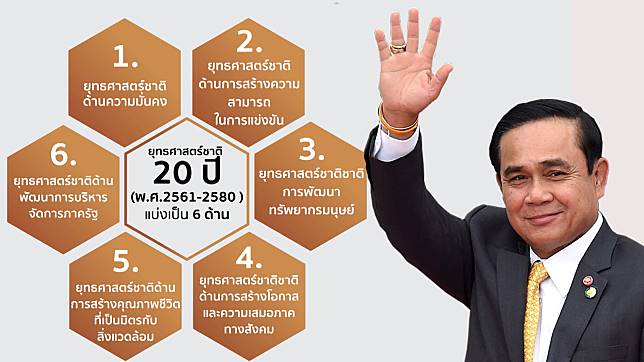 1.
ยุทธศาสตร์ชาติ
ด้านความมั่นคง
2.
ยุทธศาสตร์ชาติ
ด้านการสร้างความ
สามารถ
ในการแข่งขัน
3.
ยุทธศาสตร์ชาติชาติ
การพัฒนา
ทรัพยากรมนุษย์
4.
ยุทธศาสตร์ชาติชาติ
ด้านการสร้างโอกาส
และความเสมอภาค
ทางสังคม
5.
ยุทธศาสตร์ชาติด้าน
การสร้างคุณภาพชีวิต
ที่เป็นมิตรกับ
สิ่งแวดล้อม
6.
ยุทธศาสตร์ชาติด้าน
พัฒนาการบริหาร
จัดการภาครัฐ
ยุทธศาสตร์ชาติ
20 ปี
(พ.ศ.2561-2580 )
แบ่งเป็น 6 ด้าน